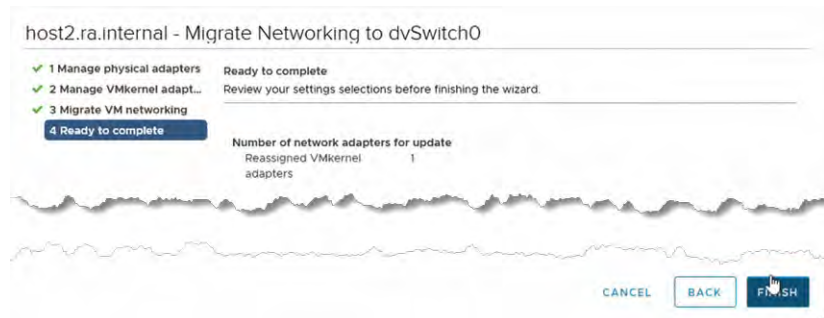 host2.ra.internal - Migrate Networking to dvSwitch0
1 Manage physical adapters
2 Manage VMkernel adapt...
3 Migrate VM networking
4 Ready to complete
Ready to complete
Review your settings selections before finishing the wizard.
Number of network adapters for update
Reassigned VMkernel 1
adapters
CANCEL BACK FINISH